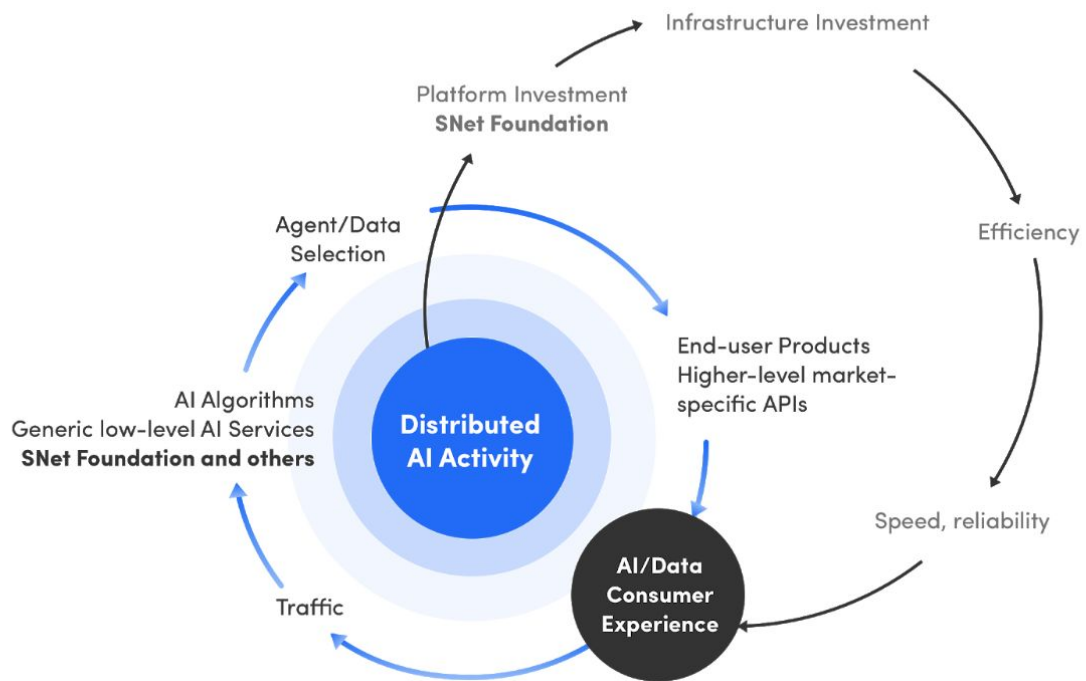 Infrastructure Investment
Platform Investment
SNet Foundation
Agent/Data
Selection
Efficiency
End-user Products
Higher-level market-
specific APIs
AI Algorithms
Generic low-level AI Services
SNet Foundation and others
Distributed
AI Activity
Speed, reliability
AI/Data
Consumer
Experience
Traffic